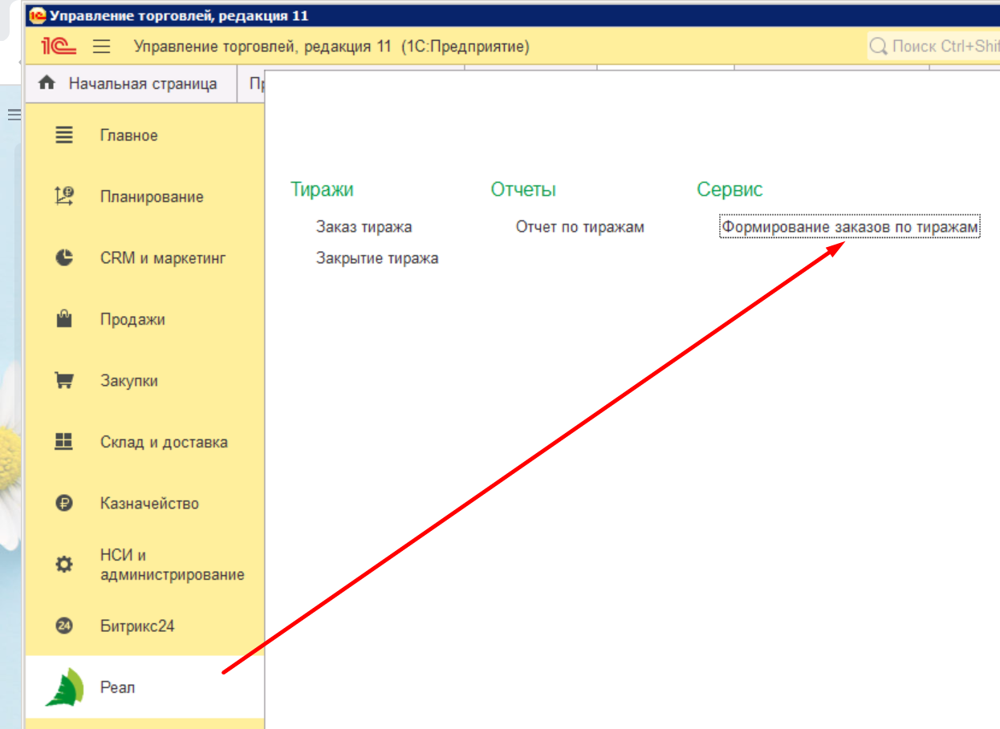 Управление торговлей, редакция 11
1С Управление торговлей, редакция 11 (1С:Предприятие) Поиск Ctrl+Shif
Начальная страница
Главное
Планирование
CRM и маркетинг
Продажи
Закупки
Склад и доставка
Казначейство
НСИ и
администрирование
24 Битрикс24
Реал
Тиражи
Заказ тиража
Закрытие тиража
Отчеты
Отчет по тиражам
Сервис
Формирование заказов по тиражам